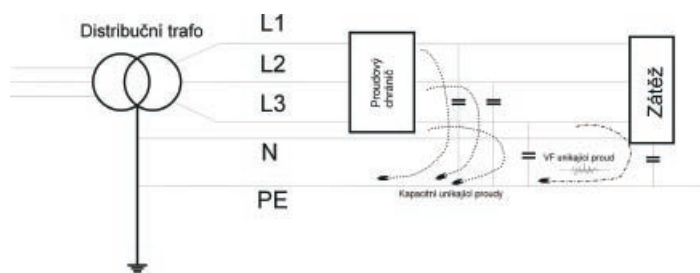 Distribuční trafo
L1
L2
L3
N
PE
Proudový
chránič
Zátěž
VF unikající proud
Kapacitní unikající proudy